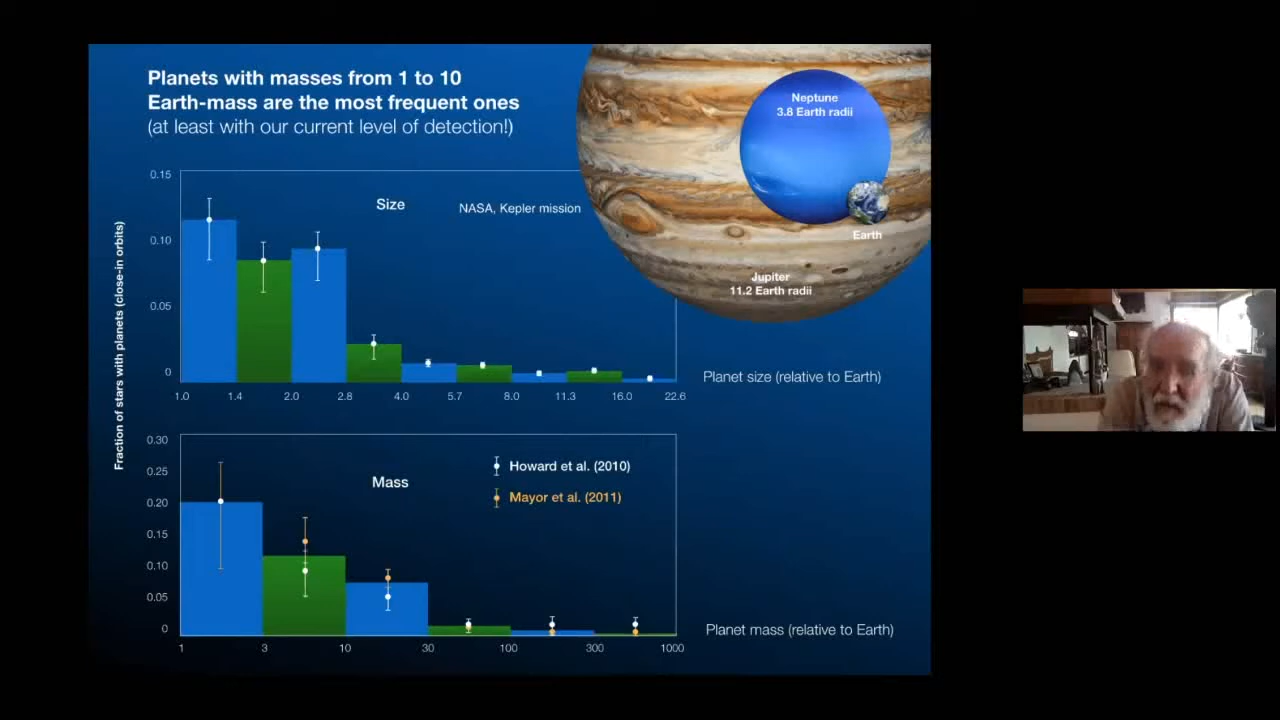 Planets with masses from 1 to 10
Earth-mass are the most frequent ones
(at least with our current level of detection!)
Neptune
3.8 Earth radii
Earth
Jupiter
11.2 Earth radii
Fraction of stars with planets (close-in orbits)
0.15
0.10
0.05
0
Size
NASA, Kepler mission
1.0 1.4 2.0 2.8 4.0 5.7 8.0 11.3 16.0 22.6
Planet size (relative to Earth)
0.30
0.25
0.20
0.15
0.10
0.05
0
Mass
Howard et al. (2010)
Mayor et al. (2011)
1 3 10 30 100 300 1000
Planet mass (relative to Earth)